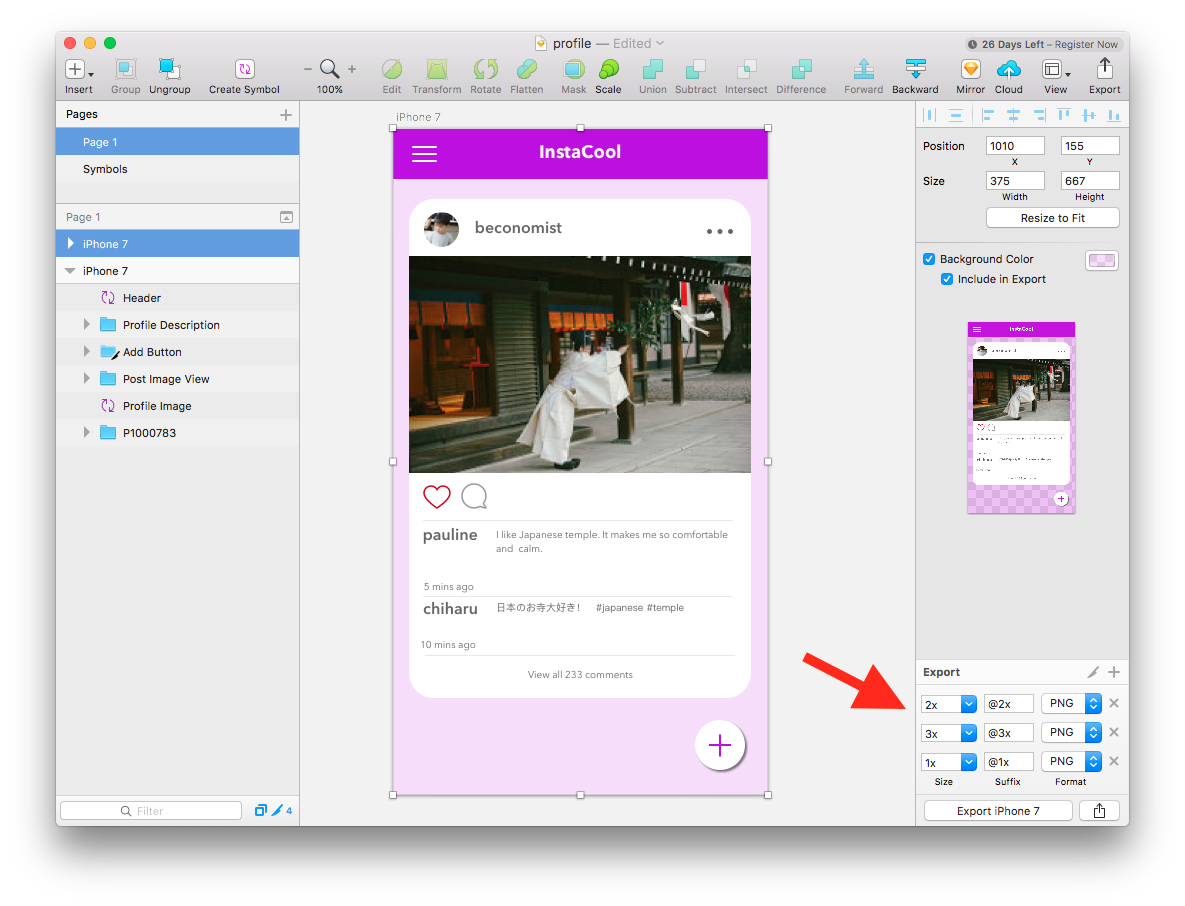 profile — Edited
26 Days Left – Register Now
Insert
Group
Ungroup
Create Symbol
100%
Edit
Transform
Rotate
Flatten
Mask
Scale
Union
Subtract
Intersect
Difference
Forward
Backward
Mirror
Cloud
View
Export
Pages
Page 1
Symbols
Page 1
iPhone 7
iPhone 7
Header
Profile Description
Add Button
Post Image View
Profile Image
P1000783
Filter
4
iPhone 7
InstaCool
beconomist
pauline
I like Japanese temple. It makes me so comfortable
and calm.
5 mins ago
chiharu
日本のお寺大好き! #japanese #temple
10 mins ago
View all 233 comments
Position
1010
155
X
Y
Size
375
667
Width
Height
Resize to Fit
Background Color
Include in Export
InstaCool
Export
2x
@2x
PNG
3x
@3x
PNG
1x
@1x
PNG
Size
Suffix
Format
Export iPhone 7